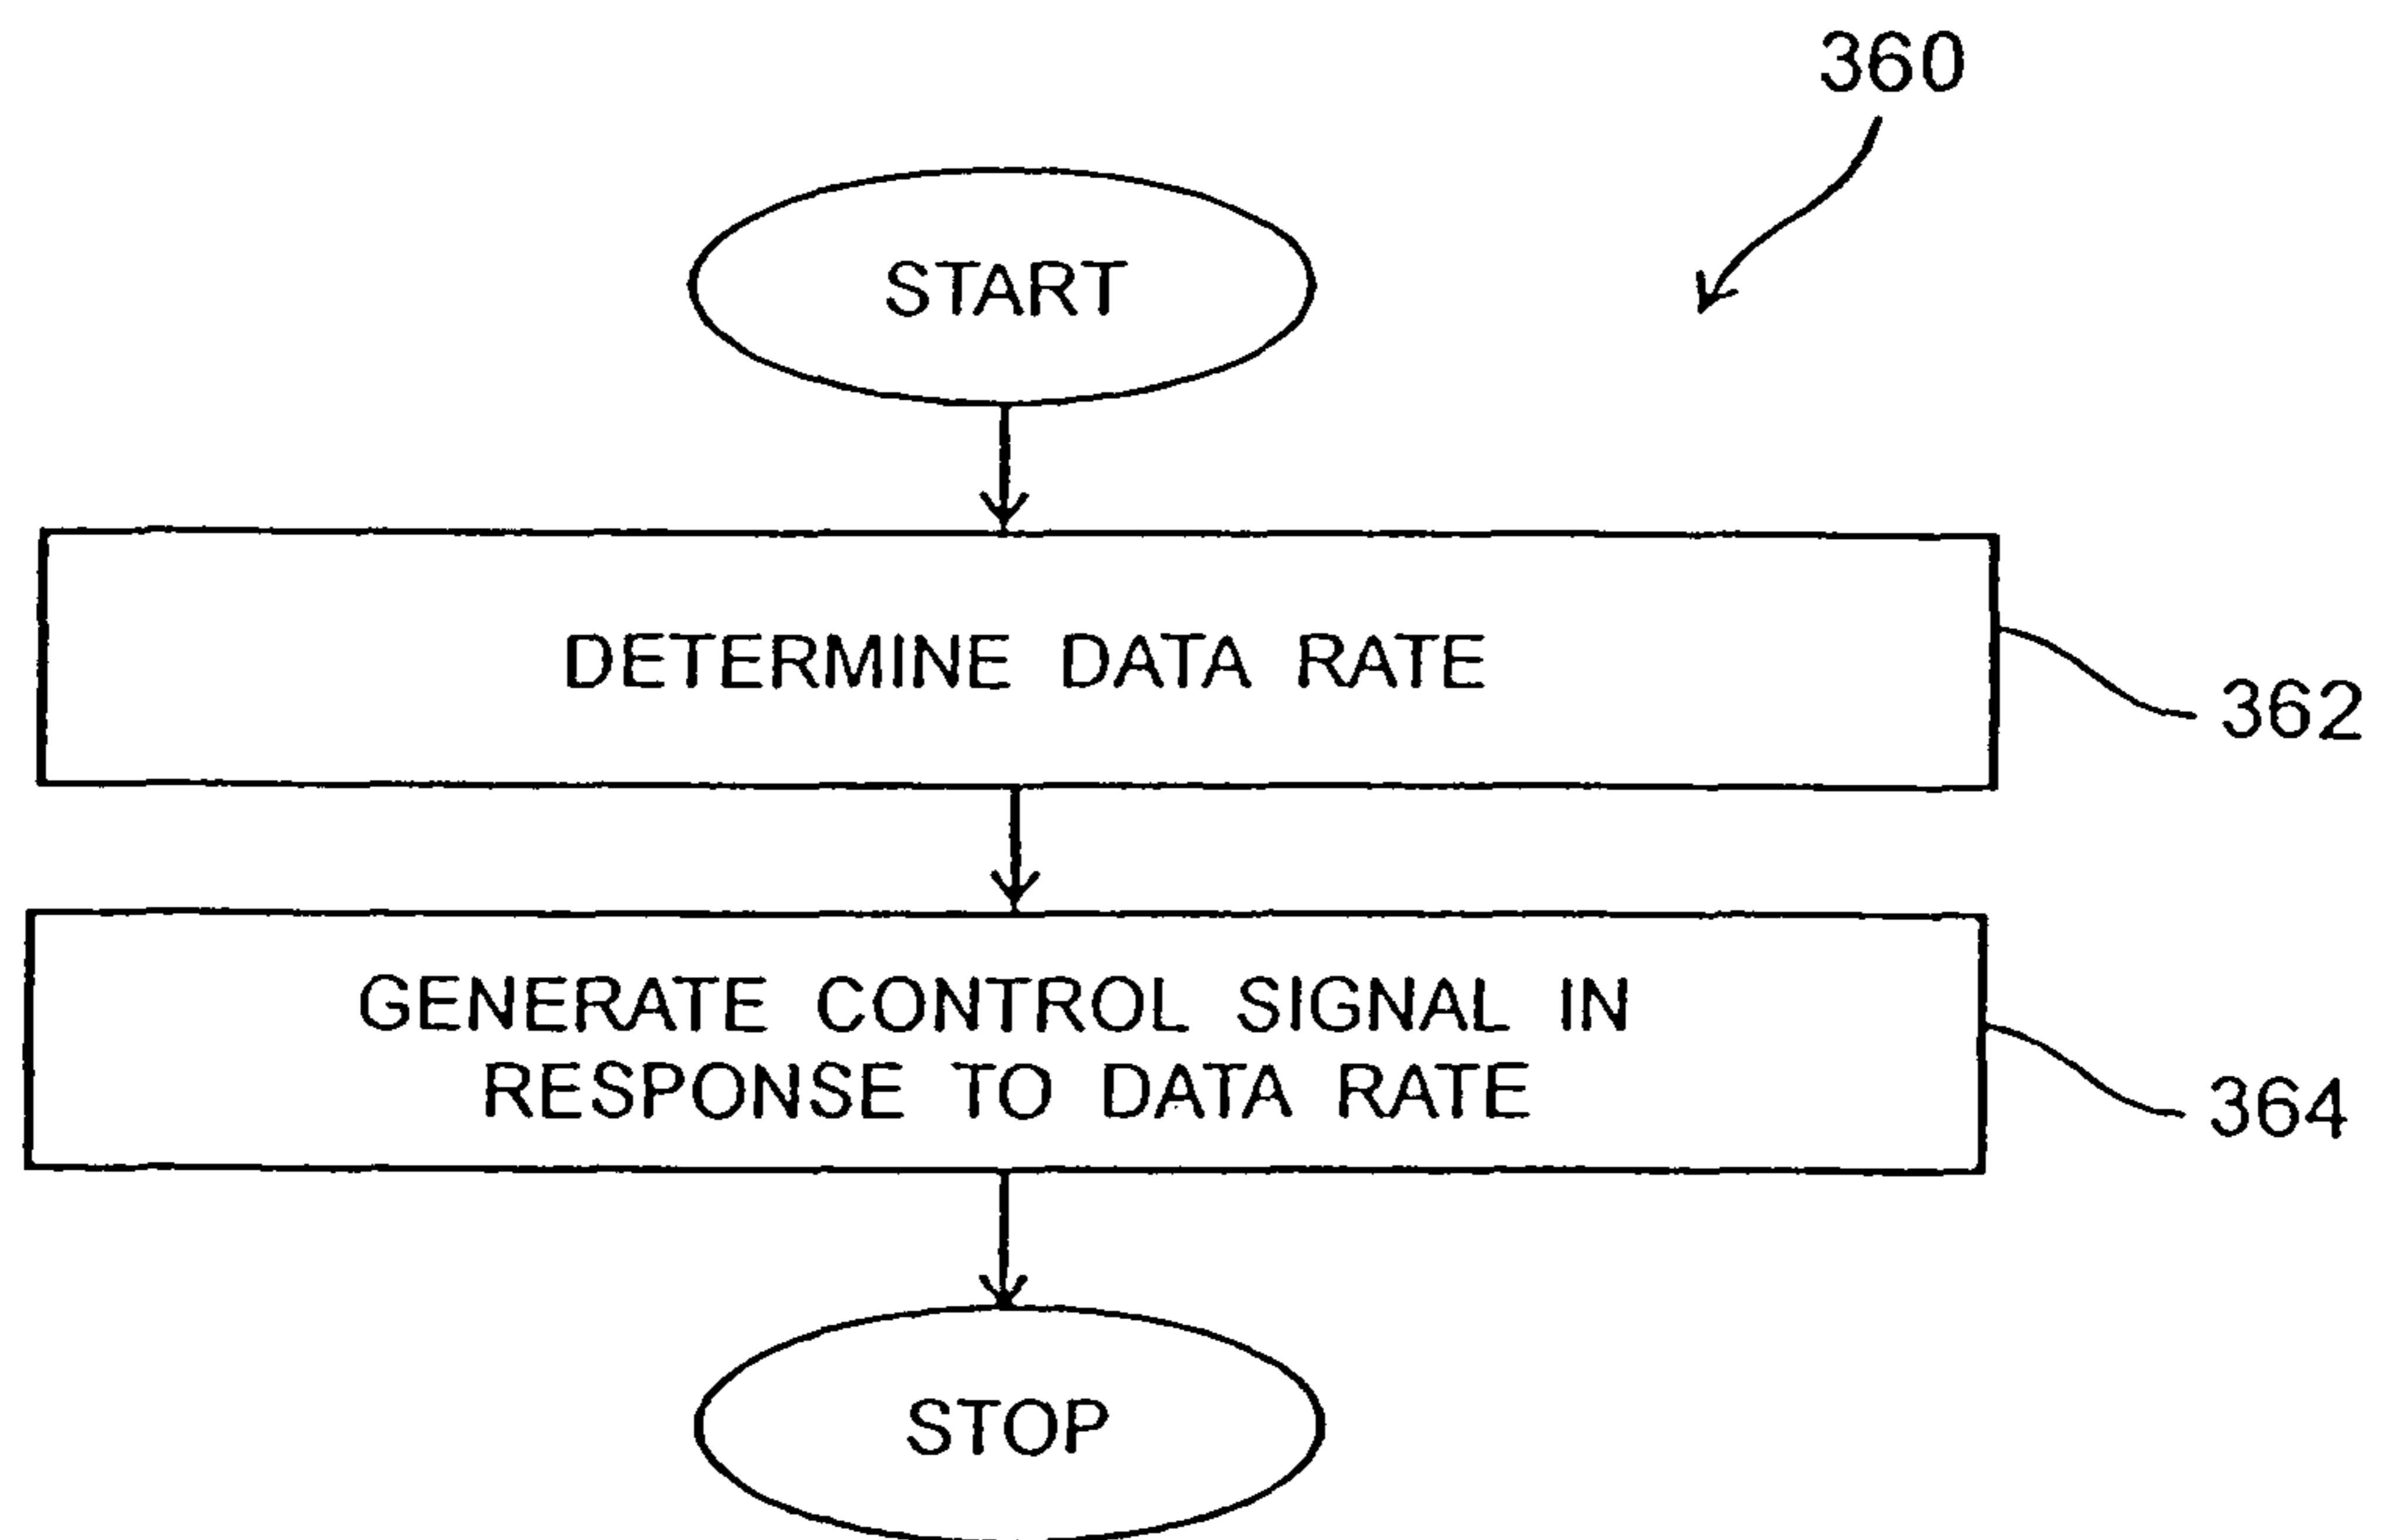 360
START
DETERMINE DATA RATE
362
GENERATE CONTROL SIGNAL IN
RESPONSE TO DATA RATE
364
STOP